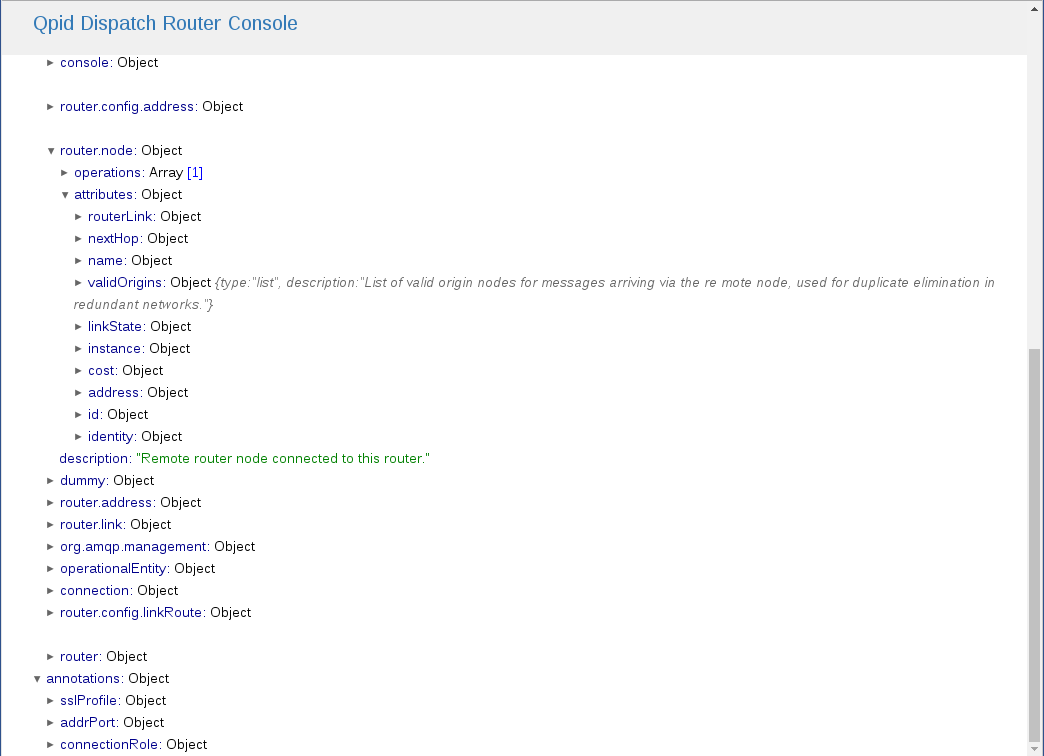 Qpid Dispatch Router Console
► console: Object
► router.config.address: Object
▼ router.node: Object
► operations: Array [1]
▼ attributes: Object
► routerLink: Object
► nextHop: Object
► name: Object
► validOrigins: Object {type:"list", description:"List of valid origin nodes for messages arriving via the re mote node, used for duplicate elimination in
redundant networks."}
► linkState: Object
► instance: Object
► cost: Object
► address: Object
► id: Object
► identity: Object
description: "Remote router node connected to this router."
► dummy: Object
► router.address: Object
► router.link: Object
► org.amqp.management: Object
► operationalEntity: Object
► connection: Object
► router.config.linkRoute: Object
► router: Object
▼ annotations: Object
► sslProfile: Object
► addrPort: Object
► connectionRole: Object